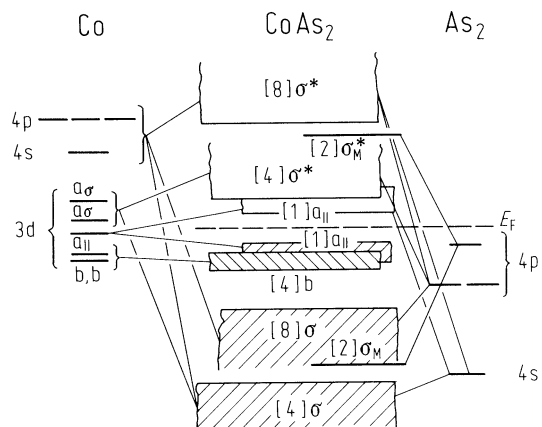 Co CoAs₂ As₂
[8]σ*
4p
[2]σ*M
4s
[4]σ*
aσ
[1]a||
aσ
3d
EF
a||
[1]a||
4p
b,b
[4]b
[8]σ
[2]σM
4s
[4]σ